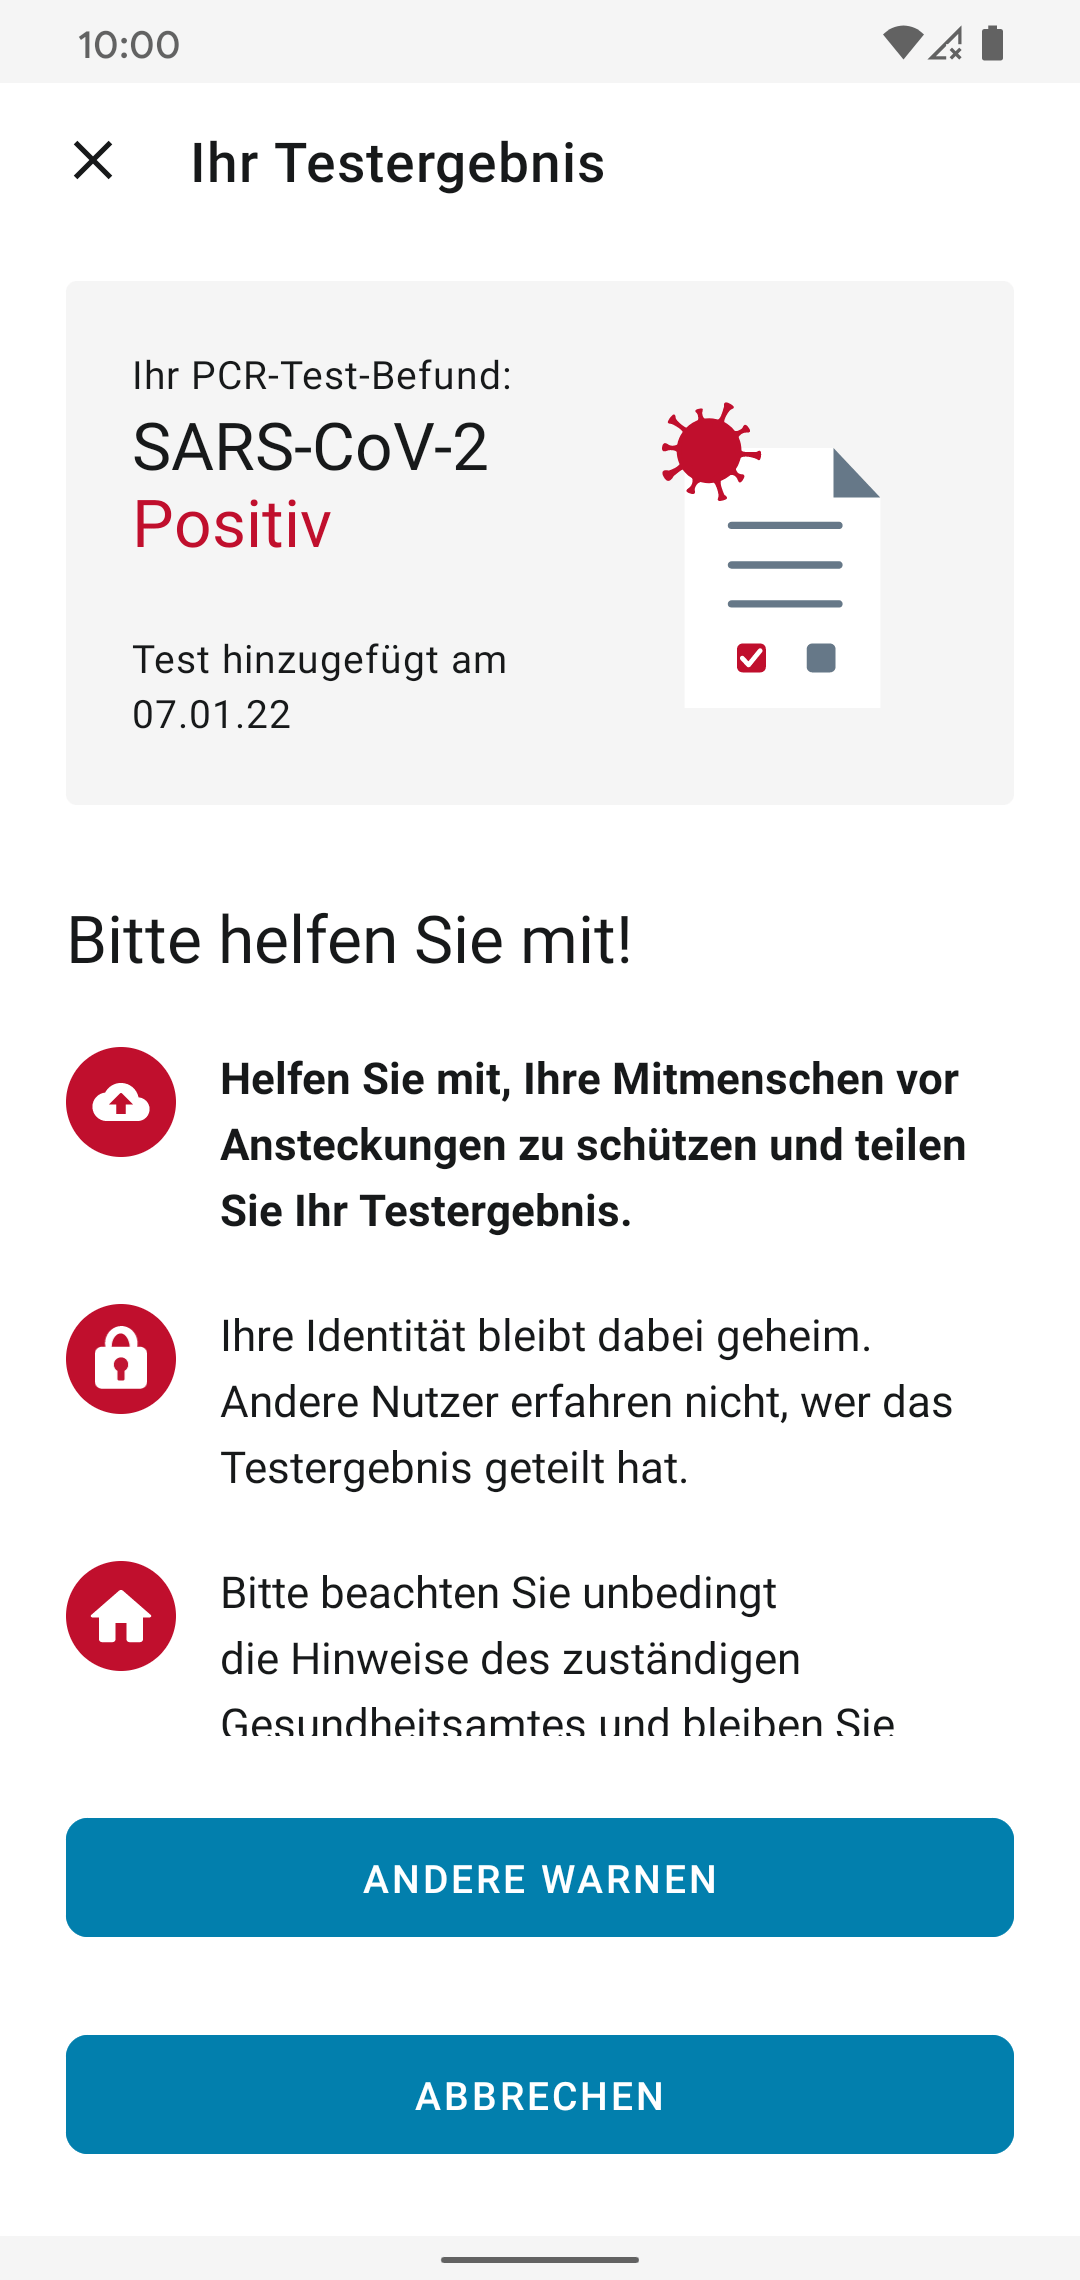 10:00
Ihr Testergebnis
Ihr PCR-Test-Befund:
SARS-CoV-2
Positiv
Test hinzugefügt am
07.01.22
Bitte helfen Sie mit!
Helfen Sie mit, Ihre Mitmenschen vor
Ansteckungen zu schützen und teilen
Sie Ihr Testergebnis.
Ihre Identität bleibt dabei geheim.
Andere Nutzer erfahren nicht, wer das
Testergebnis geteilt hat.
Bitte beachten Sie unbedingt
die Hinweise des zuständigen
Gesundheitsamtes und bleiben Sie
ANDERE WARNEN
ABBRECHEN